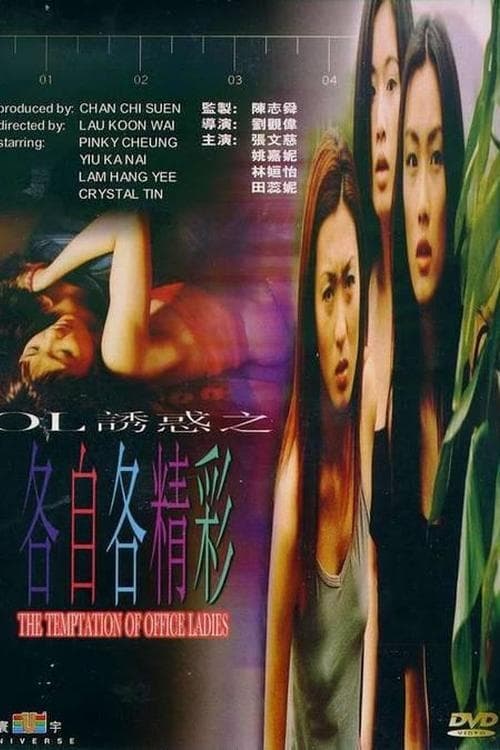 01 02 03 04
produced by: CHAN CHI SUEN 監製：陳志舜
directed by: LAU KOON WAI 導演：劉觀偉
starring: PINKY CHEUNG 主演：張文慈
YIU KA NAI 姚嘉妮
LAM HANG YEE 林姮怡
CRYSTAL TIN 田蕊妮
OL誘惑之
各自各精彩
THE TEMPTATION OF OFFICE LADIES
寰宇
UNIVERSE
DVD
VIDEO